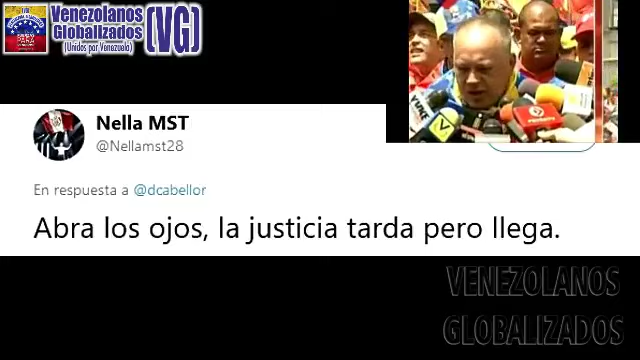 Venezolanos
Globalizados
(VG)
(Unidos por Venezuela)
Nella MST
@Nellamst28
En respuesta a @dcabellor
Abra los ojos, la justicia tarda pero llega.
VENEZOLANOS
GLOBALIZADOS